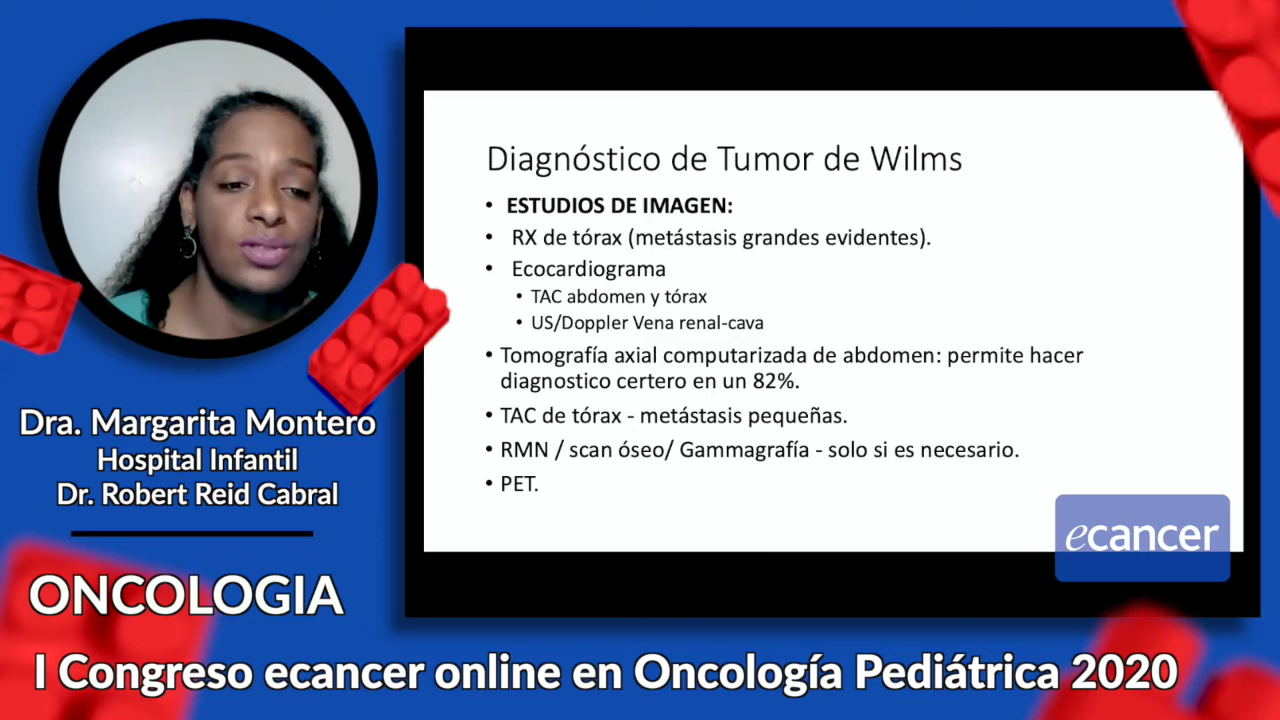 Diagnóstico de Tumor de Wilms
• ESTUDIOS DE IMAGEN:
• RX de tórax (metástasis grandes evidentes).
• Ecocardiograma
• TAC abdomen y tórax
• US/Doppler Vena renal-cava
• Tomografía axial computarizada de abdomen: permite hacer
diagnostico certero en un 82%.
• TAC de tórax - metástasis pequeñas.
• RMN / scan óseo/ Gammagrafía - solo si es necesario.
• PET.
ecancer
Dra. Margarita Montero
Hospital Infantil
Dr. Robert Reid Cabral
ONCOLOGIA
I Congreso ecancer online en Oncología Pediátrica 2020